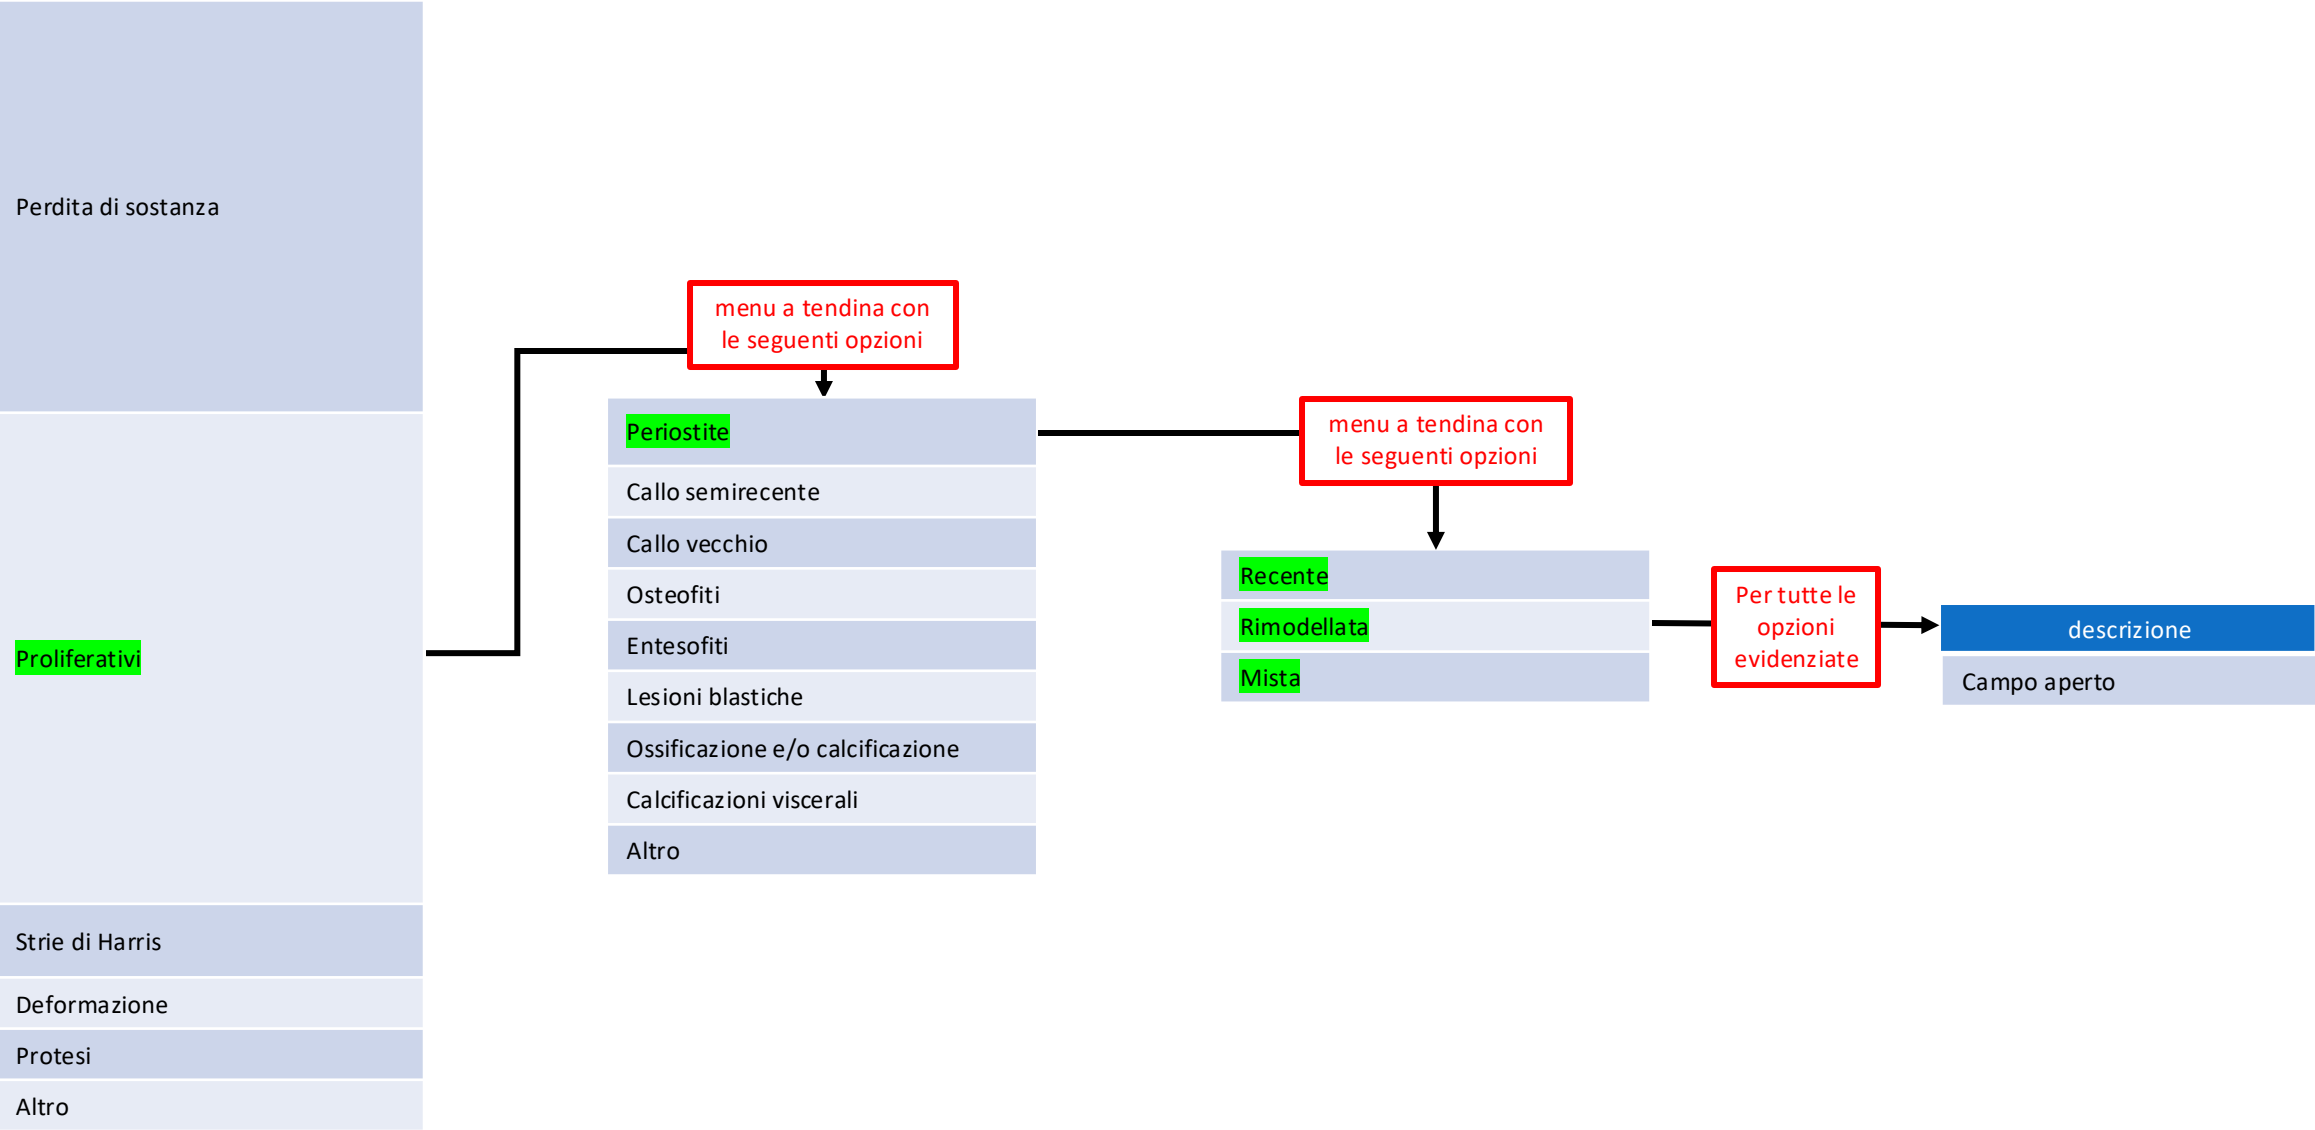 Perdita di sostanza
Proliferativi
Strie di Harris
Deformazione
Protesi
Altro
menu a tendina con
le seguenti opzioni
Periostite
Callo semirecente
Callo vecchio
Osteofiti
Entesofiti
Lesioni blastiche
Ossificazione e/o calcificazione
Calcificazioni viscerali
Altro
menu a tendina con
le seguenti opzioni
Recente
Rimodellata
Mista
Per tutte le
opzioni
evidenziate
descrizione
Campo aperto